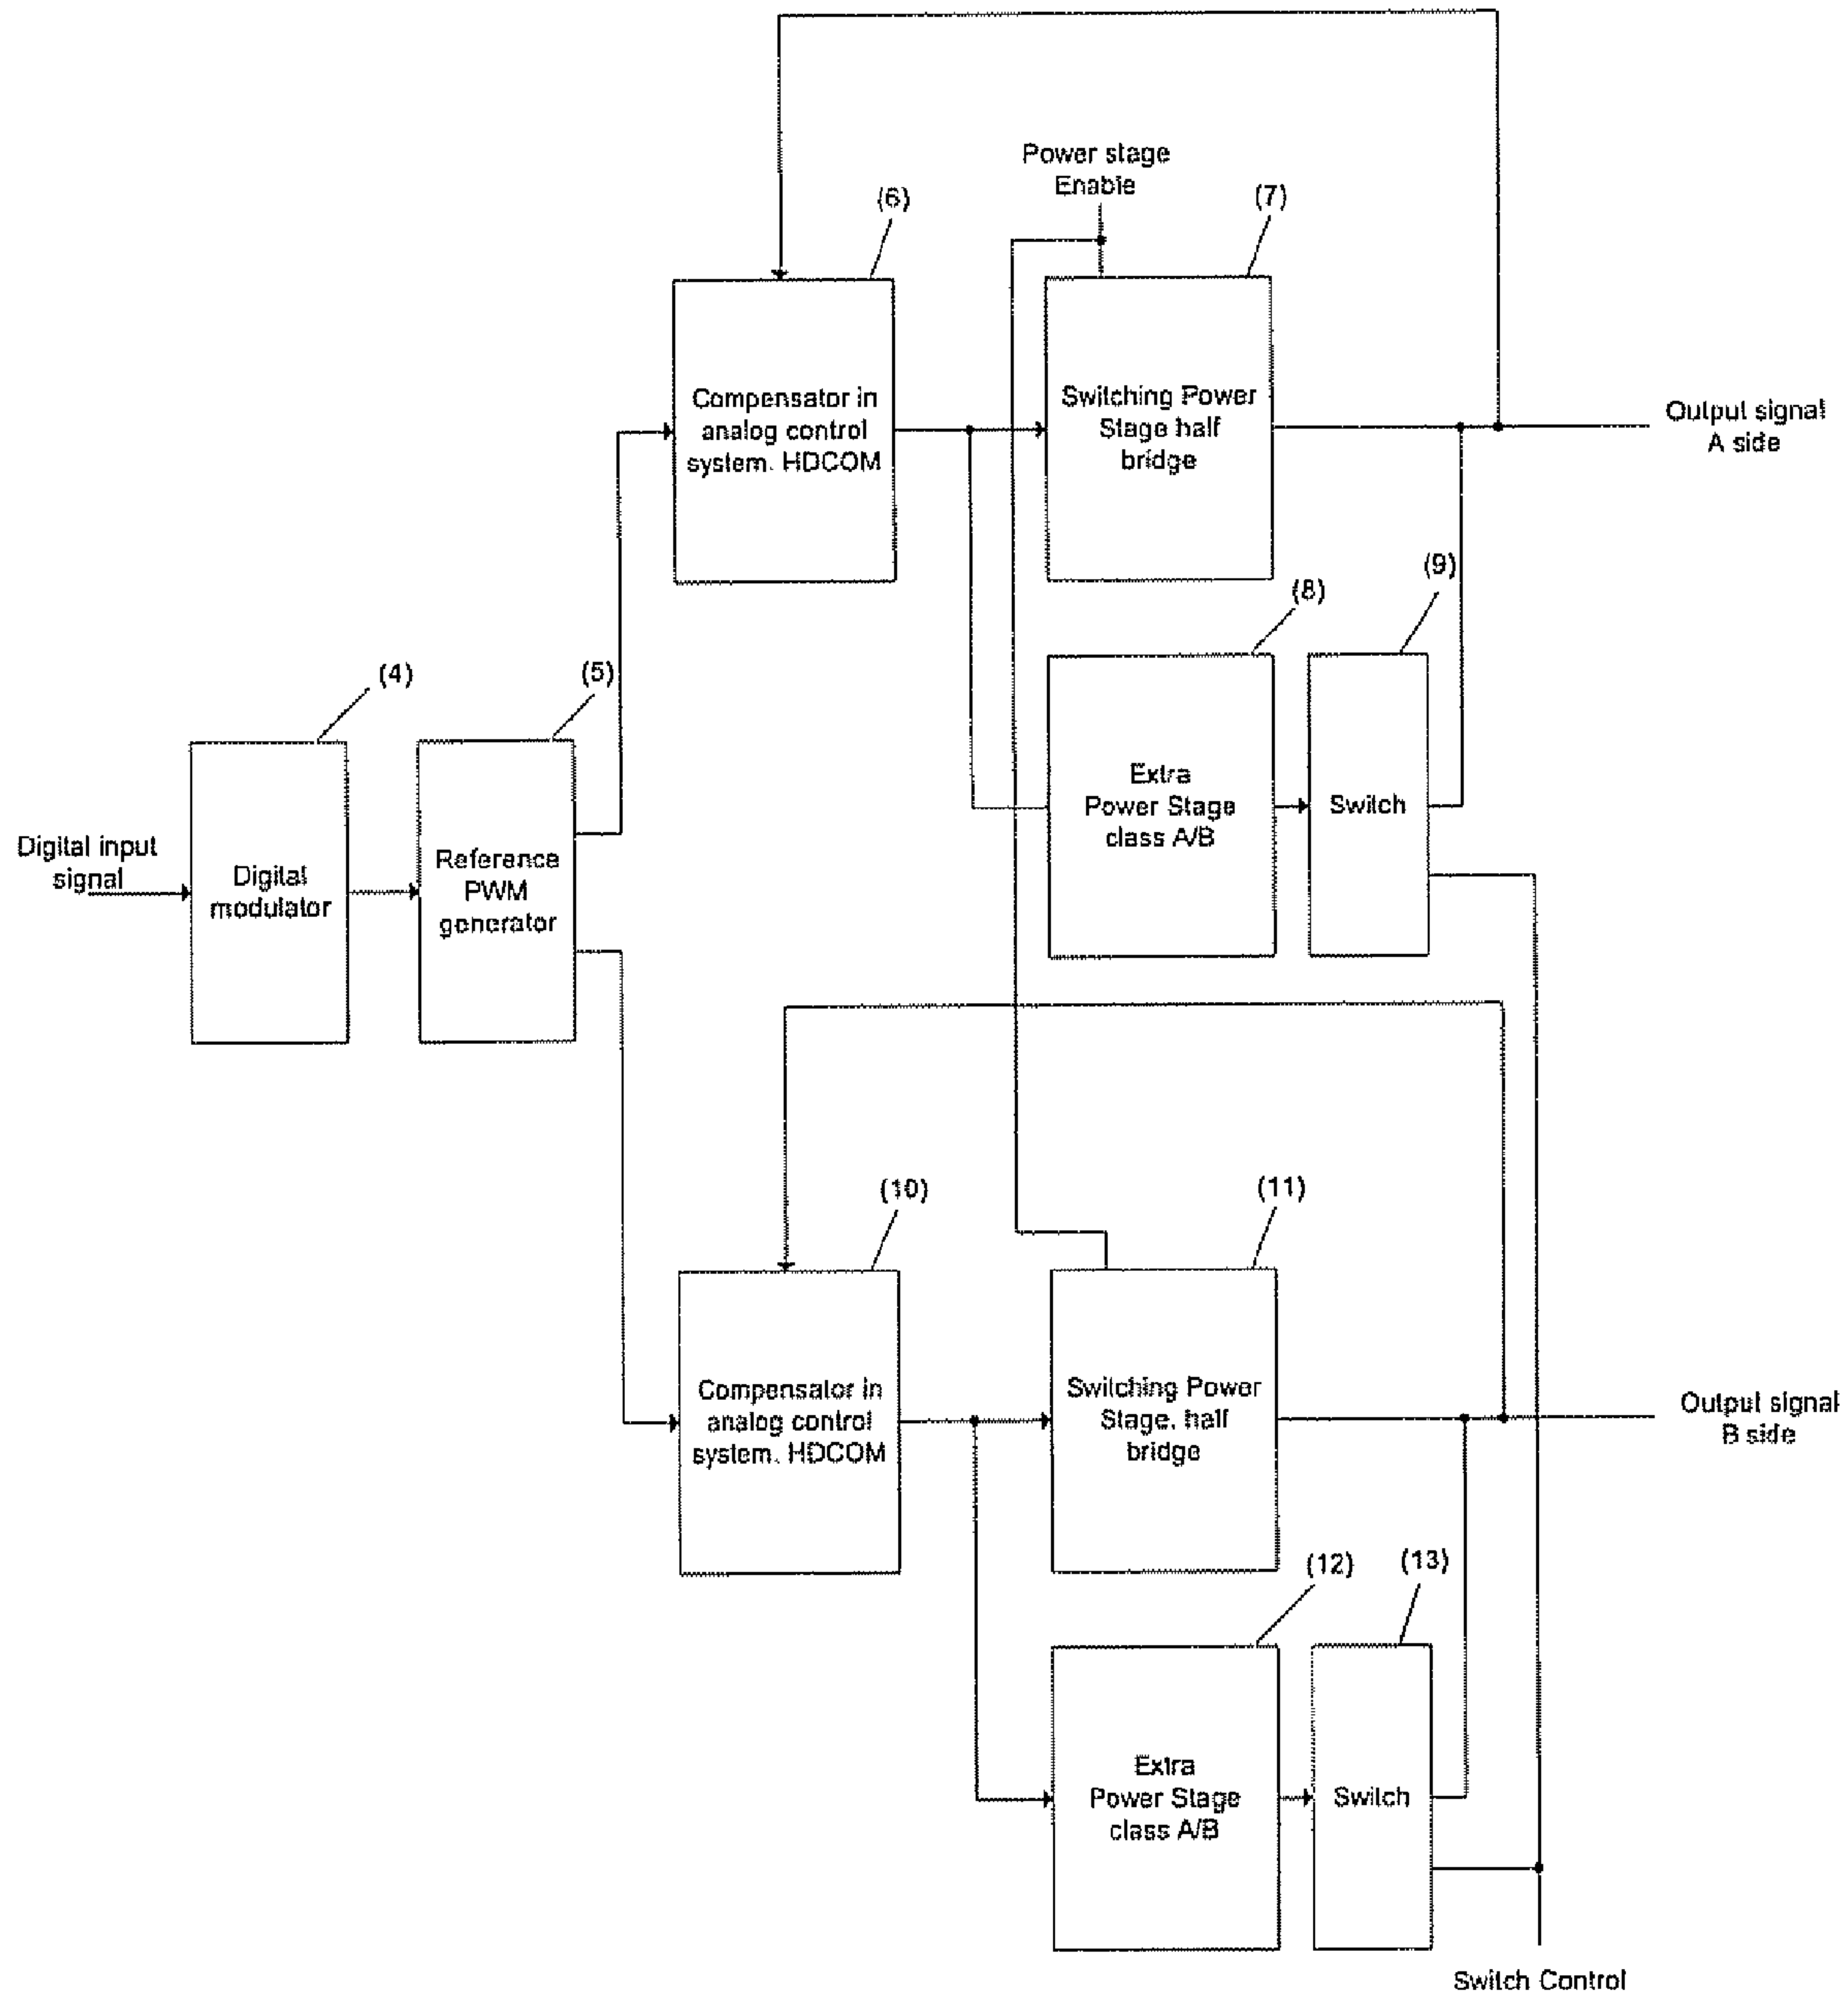 Power stage
Enable
(6)
(7)
Compensator in
analog control
system. HDCOM
Switching Power
Stage half
bridge
Output signal
A side
(8)
(9)
Extra
Power Stage
class A/B
Switch
(4)
(5)
Digital input
signal
Digital
modulator
Reference
PWM
generator
(10)
(11)
Compensator in
analog control
system. HDCOM
Switching Power
Stage. half
bridge
Output signal
B side
(12)
(13)
Extra
Power Stage
class A/B
Switch
Switch Control